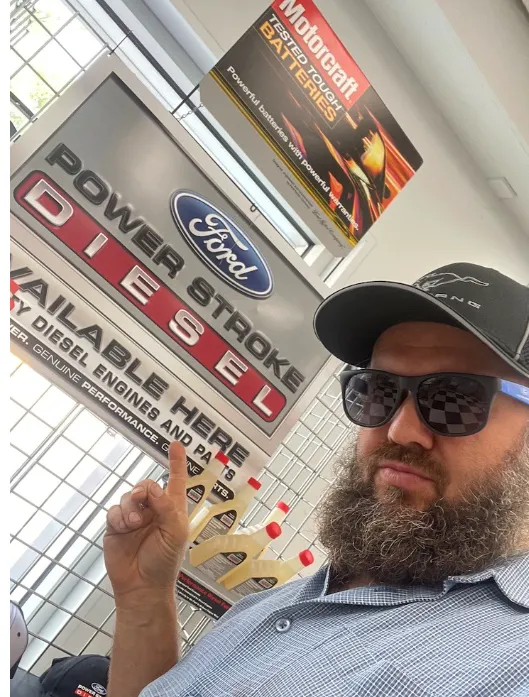 Motorcraft
TESTED TOUGH
BATTERIES
Powerful batteries with powerful warranties.
Ford
POWER STROKE
DIESEL
AVAILABLE HERE
DIESEL ENGINES AND PARTS
GENUINE PERFORMANCE.